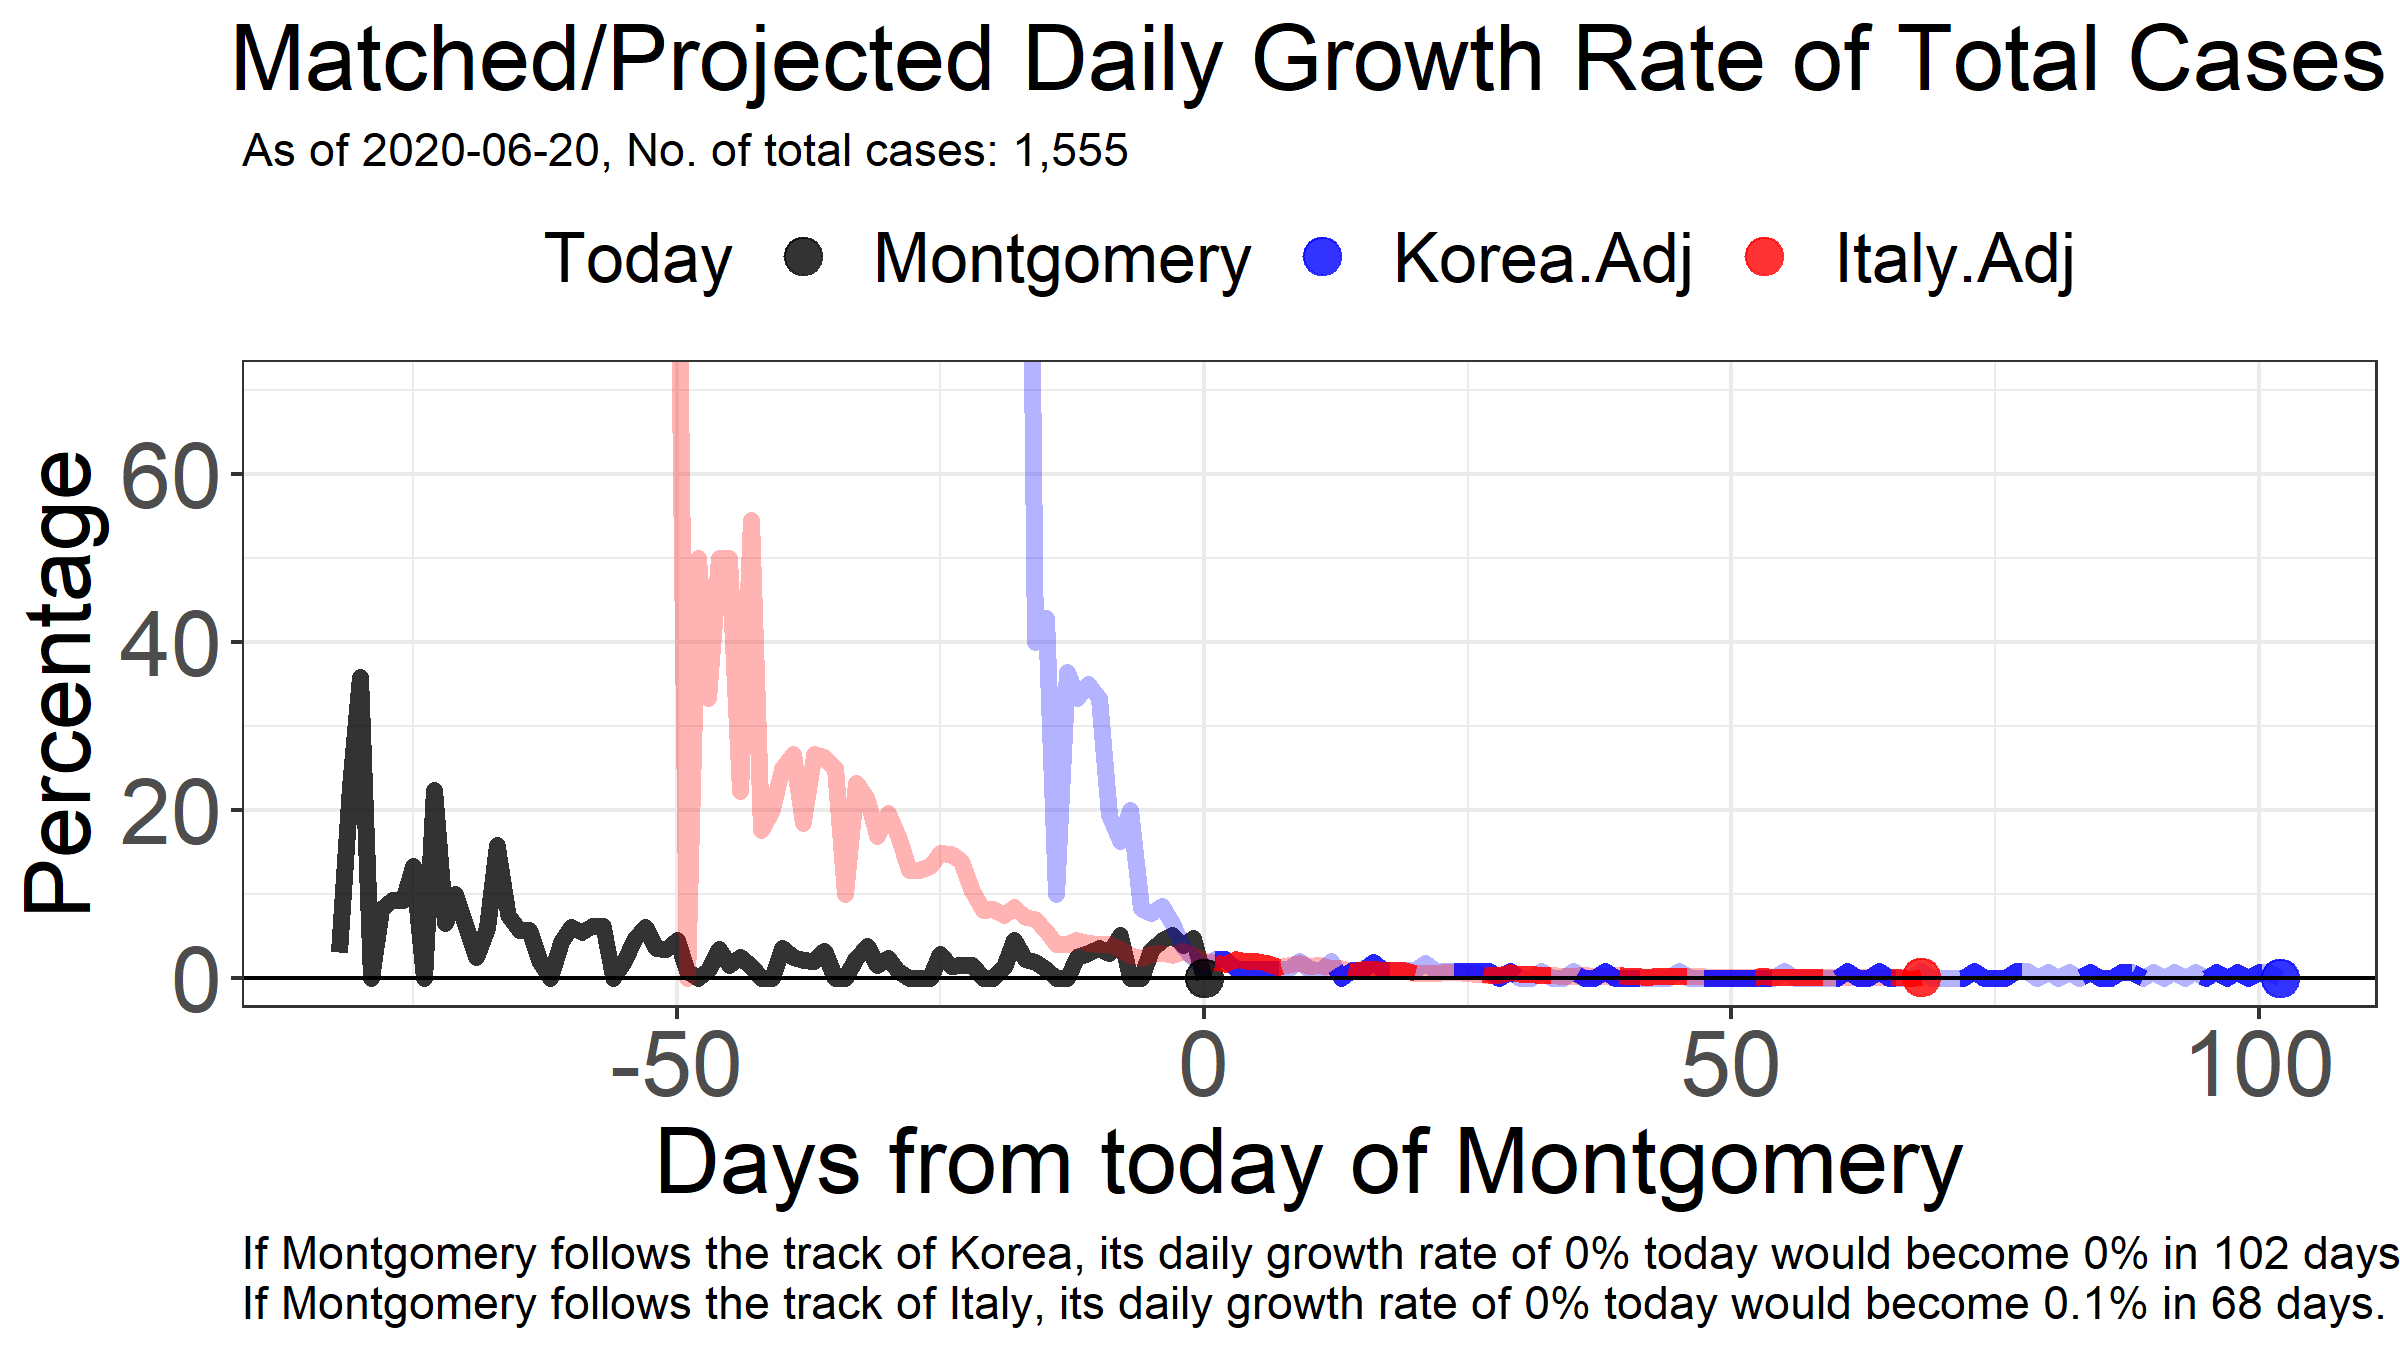 Matched/Projected Daily Growth Rate of Total Cases
As of 2020-06-20, No. of total cases: 1,555
Today Montgomery Korea.Adj Italy.Adj
Percentage
60
40
20
0
-50 0 50 100
Days from today of Montgomery
If Montgomery follows the track of Korea, its daily growth rate of 0% today would become 0% in 102 days
If Montgomery follows the track of Italy, its daily growth rate of 0% today would become 0.1% in 68 days.